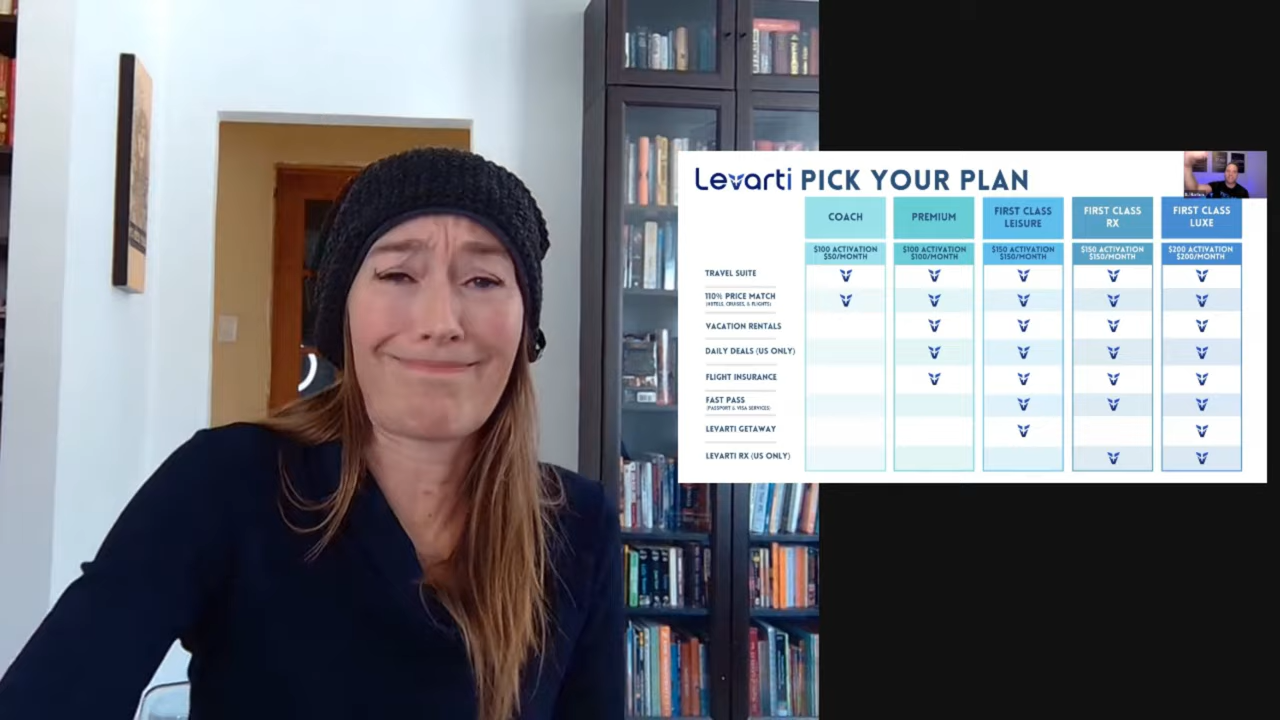 Levarti PICK YOUR PLAN
COACH
PREMIUM
FIRST CLASS
LEISURE
FIRST CLASS
RX
FIRST CLASS
LUXE
$100 ACTIVATION
$50/MONTH
$100 ACTIVATION
$100/MONTH
$150 ACTIVATION
$150/MONTH
$150 ACTIVATION
$150/MONTH
$200 ACTIVATION
$200/MONTH
TRAVEL SUITE
110% PRICE MATCH
(HOTELS, CRUISES, & FLIGHTS)
VACATION RENTALS
DAILY DEALS (US ONLY)
FLIGHT INSURANCE
FAST PASS
(PASSPORT & VISA SERVICES)
LEVARTI GETAWAY
LEVARTI RX (US ONLY)